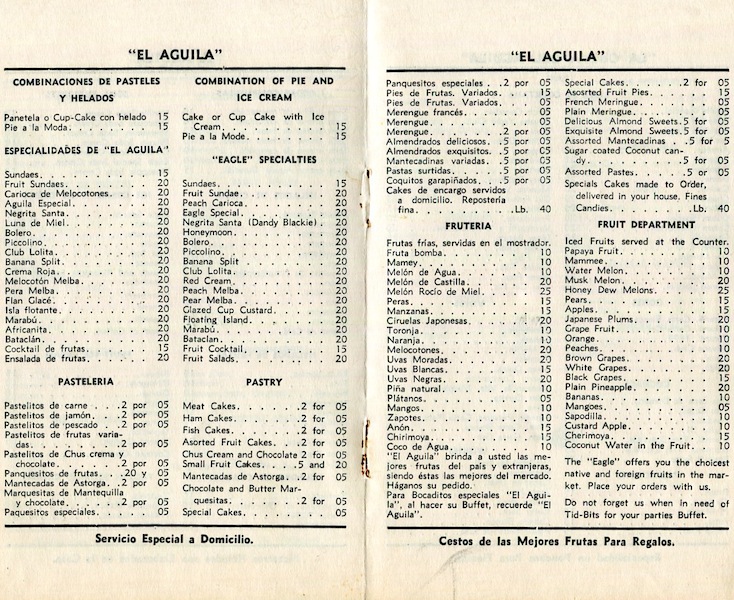 "EL AGUILA"
COMBINACIONES DE PASTELES
Y HELADOS
Panetela o Cup-Cake con helado 15
Pie a la Moda. 15
ESPECIALIDADES DE "EL AGUILA"
Sundaes. 15
Fruit Sundaes. 20
Carioca de Melocotones. 20
Aguila Especial. 20
Negrita Santa. 20
Luna de Miel. 20
Bolero. 20
Piccolino. 20
Club Lolita. 20
Banana Split. 20
Crema Roja. 20
Melocotón Melba. 20
Pera Melba. 20
Flan Glacé. 20
Isla flotante. 20
Marabú. 20
Africanita. 20
Bataclán. 20
Cocktail de frutas. 15
Ensalada de frutas. 20
PASTELERIA
Pastelitos de carne . . .2 por 05
Pastelitos de jamón. . .2 por 05
Pastelitos de pescado . .2 por 05
Pastelitos de frutas varia-
das. .2 por 05
Pastelitos de Chus crema y
chocolate. .2 por 05
Panquesitos de frutas. . .20 y 05
Mantecadas de Astorga. .2 por 05
Marquesitas de Mantequilla
y chocolate. .2 por 05
Paquesitos especiales. 05
COMBINATION OF PIE AND
ICE CREAM
Cake or Cup Cake with Ice
Cream. 15
Pie a la Mode. 15
"EAGLE" SPECIALTIES
Sundaes. 15
Fruit Sundae. 20
Peach Carioca. 20
Eagle Special. 20
Negrita Santa (Dandy Blackie). 20
Honeymoon. 20
Bolero. 20
Piccolino. 20
Banana Split 20
Club Lolita 20
Red Cream. 20
Peach Melba. 20
Pear Melba. 20
Glazed Cup Custard. 20
Floating Island. 20
Marabú. 20
Bataclan. 20
Fruit Cocktail. 15
Fruit Salads. 20
PASTRY
Meat Cakes. .2 for 05
Ham Cakes. .2 for 05
Fish Cakes. .2 for 05
Asorted Fruit Cakes. .2 for 05
Chus Cream and Chocolate 2 for 05
Small Fruit Cakes. .5 and 20
Mantecadas de Astorga. .2 for 05
Chocolate and Butter Mar-
quesitas. .2 for 05
Special Cakes. 05
Servicio Especial a Domicilio.
"EL AGUILA"
Panquesitos especiales . .2 por 05
Pies de Frutas. Variados. 15
Pies de Frutas. Variados. 05
Merengue francés. 05
Merengue. 05
Merengue. .2 por 05
Almendrados deliciosos. .5 por 05
Almendrados exquisitos. .5 por 05
Mantecadinas variadas. .5 por 05
Pastas surtidas. .5 por 05
Coquitos garapiñados. .5 por 05
Cakes de encargo servidos
a domicilio. Repostería
fina. .Lb. 40
FRUTERIA
Frutas frías, servidas en el mostrador.
Fruta bomba. 10
Mamey. 10
Melón de Agua. 10
Melón de Castilla. 20
Melón Rocío de Miel. 25
Peras. 15
Manzanas. 15
Ciruelas Japonesas. 20
Toronja. 10
Naranja. 10
Melocotones. 20
Uvas Moradas. 20
Uvas Blancas. 15
Uvas Negras 20
Piña natural. 10
Plátanos. 05
Mangos. 10
Zapotes. 10
Anón. 15
Chirimoya. 15
Coco de Agua. 10
"El Aguila" brinda a usted las me-
jores frutas del país y extranjeras,
siendo éstas las mejores del mercado.
Háganos su pedido.
Para Bocaditos especiales "El Agui-
la", al hacer su Buffet, recuerde "El
Aguila".
Special Cakes. .2 for 05
Asosrted Fruit Pies. 15
French Meringue. 05
Plain Meringue. 05
Delicious Almond Sweets.5 for 05
Exquisite Almond Sweets.5 for 05
Assorted Mantecadina . .5 for 5
Sugar coated Coconut can-
dy. .5 for 05
Assorted Pastes. .5 or 05
Specials Cakes made to Order,
delivered in your house. Fines
Candies. .Lb. 40
FRUIT DEPARTMENT
Iced Fruits served at the Counter.
Papaya Fruit. 10
Mammee. 10
Water Melon. 10
Musk Melon. 20
Honey Dew Melons. 25
Pears. 15
Apples. 15
Japanese Plums. 20
Grape Fruit. 10
Orange. 10
Peaches. 10
Brown Grapes. 20
White Grapes. 20
Black Grapes. 15
Plain Pineapple. 20
Bananas. 10
Mangoes. 05
Sapodilla. 10
Custard Apple. 10
Cherimoya. 15
Coconut Water in the Fruit. 10
The "Eagle" offers you the choicest
native and foreign fruits in the mar-
ket. Place your orders with us.
Do not forget us when in need of
Tid-Bits for your parties Buffet.
Cestos de las Mejores Frutas Para Regalos.